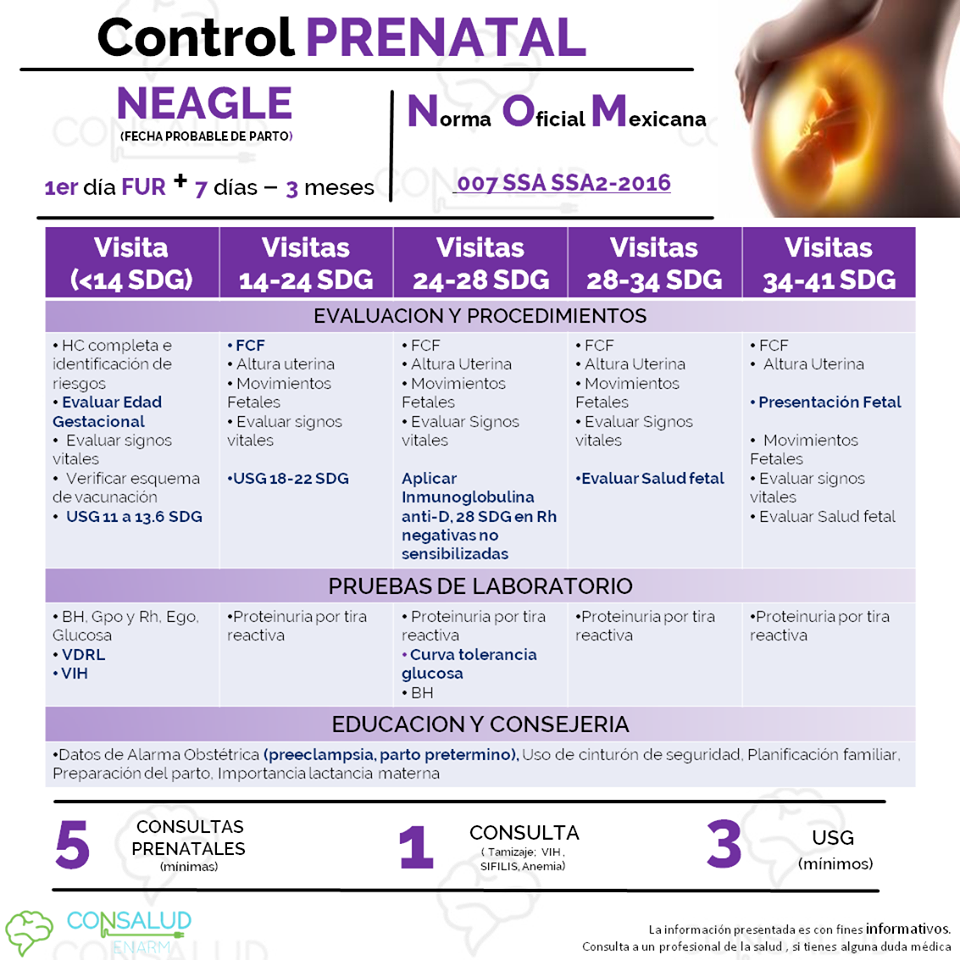 Control PRENATAL
NEAGLE
(FECHA PROBABLE DE PARTO)
1er día FUR + 7 días – 3 meses
Norma Oficial Mexicana
007 SSA SSA2-2016
Visita
(<14 SDG)
Visitas
14-24 SDG
Visitas
24-28 SDG
Visitas
28-34 SDG
Visitas
34-41 SDG
EVALUACION Y PROCEDIMIENTOS
• HC completa e
identificación de
riesgos
• Evaluar Edad
Gestacional
• Evaluar signos
vitales
• Verificar esquema
de vacunación
• USG 11 a 13.6 SDG
• FCF
• Altura uterina
• Movimientos
Fetales
• Evaluar signos
vitales
•USG 18-22 SDG
• FCF
• Altura Uterina
• Movimientos
Fetales
• Evaluar Signos
vitales
Aplicar
Inmunoglobulina
anti-D, 28 SDG en Rh
negativas no
sensibilizadas
• FCF
• Altura Uterina
• Movimientos
Fetales
• Evaluar Signos
vitales
•Evaluar Salud fetal
• FCF
• Altura Uterina
• Presentación Fetal
• Movimientos
Fetales
• Evaluar signos
vitales
• Evaluar Salud fetal
PRUEBAS DE LABORATORIO
• BH, Gpo y Rh, Ego,
Glucosa
• VDRL
• VIH
•Proteinuria por tira
reactiva
•Proteinuria por tira
reactiva
• Curva tolerancia
glucosa
• BH
•Proteinuria por tira
reactiva
•Proteinuria por tira
reactiva
EDUCACION Y CONSEJERIA
•Datos de Alarma Obstétrica (preeclampsia, parto pretermino), Uso de cinturón de seguridad, Planificación familiar,
Preparación del parto, Importancia lactancia materna
5
CONSULTAS
PRENATALES
(mínimas)
1
CONSULTA
( Tamizaje; VIH ,
SIFILIS, Anemia)
3
USG
(mínimos)
CONSALUD
ENARM
La información presentada es con fines informativos.
Consulta a un profesional de la salud , si tienes alguna duda médica